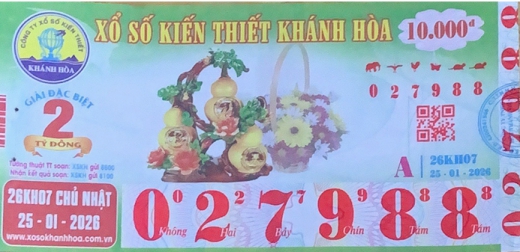 CÔNG TY XỔ SỐ KIẾN THIẾT
KHÁNH HÒA
XỔ SỐ KIẾN THIẾT KHÁNH HÒA
10.000đ
GIẢI ĐẶC BIỆT
2
TỶ ĐỒNG
0 2 7 9 8 8
A
26KH07
25 - 01 - 2026
26KH07 CHỦ NHẬT
25 - 01 - 2026
www.xosokhanhhoa.com.vn
0 2 7 9 8 8
Không Hai Bảy Chín Tám Tám